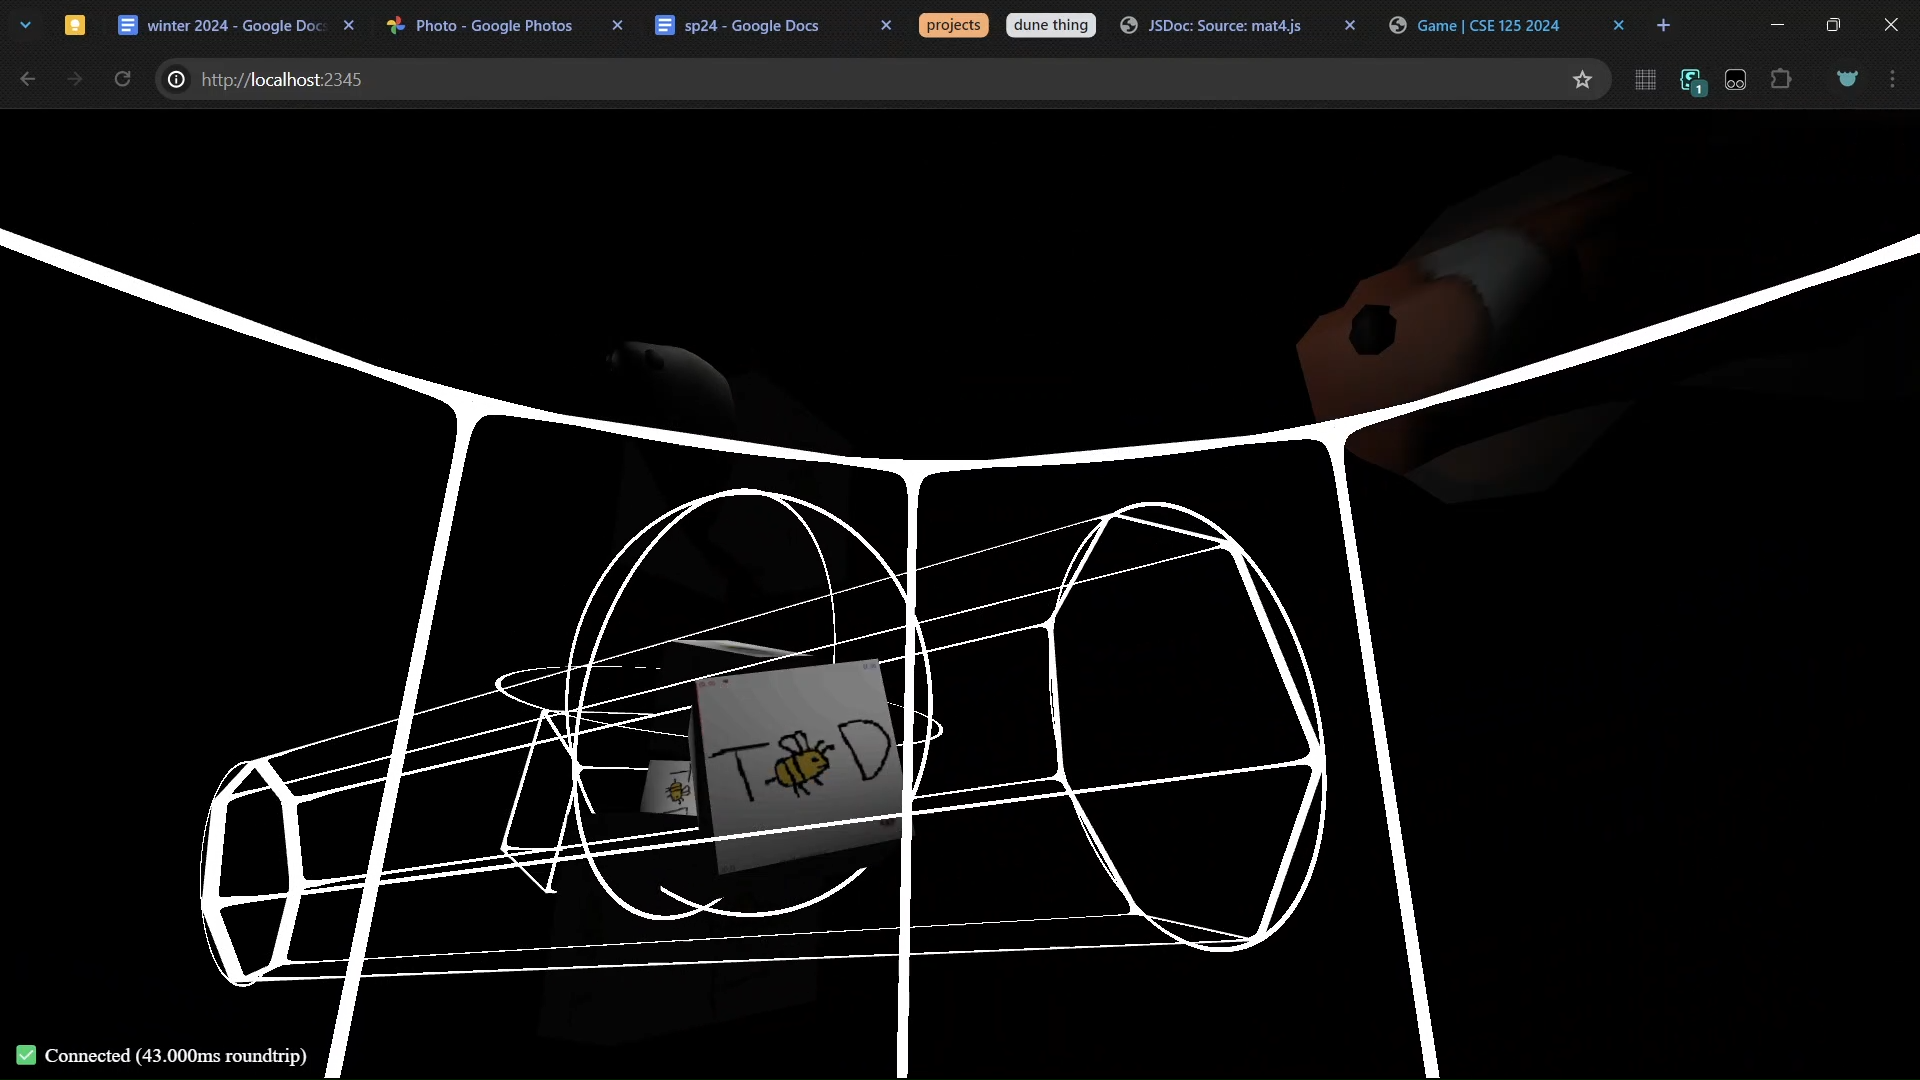 winter 2024 - Google Docs
Photo - Google Photos
sp24 - Google Docs
projects
dune thing
JSDoc: Source: mat4.js
Game | CSE 125 2024
http://localhost:2345
1
T D
Connected (43.000ms roundtrip)